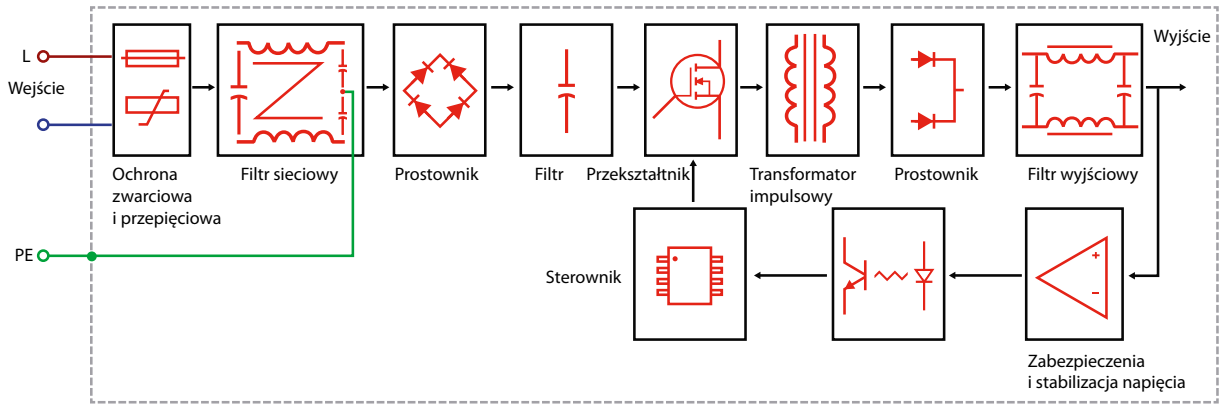 Wyjście
L
Wejście
Ochrona
zwarciowa
i przepięciowa
Filtr sieciowy
Prostownik
Filtr
Przekształtnik
Transformator
impulsowy
Prostownik
Filtr wyjściowy
PE
Sterownik
+
-
Zabezpieczenia
i stabilizacja napięcia